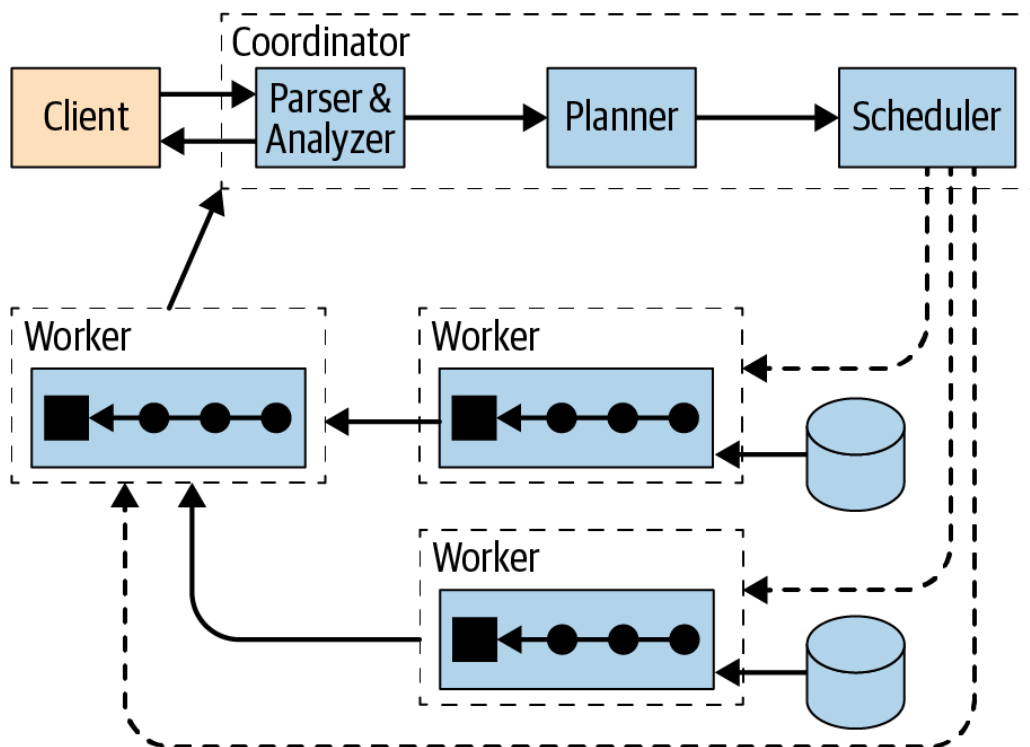 Coordinator
Client
Parser &
Analyzer
Planner
Scheduler
Worker
Worker
Worker